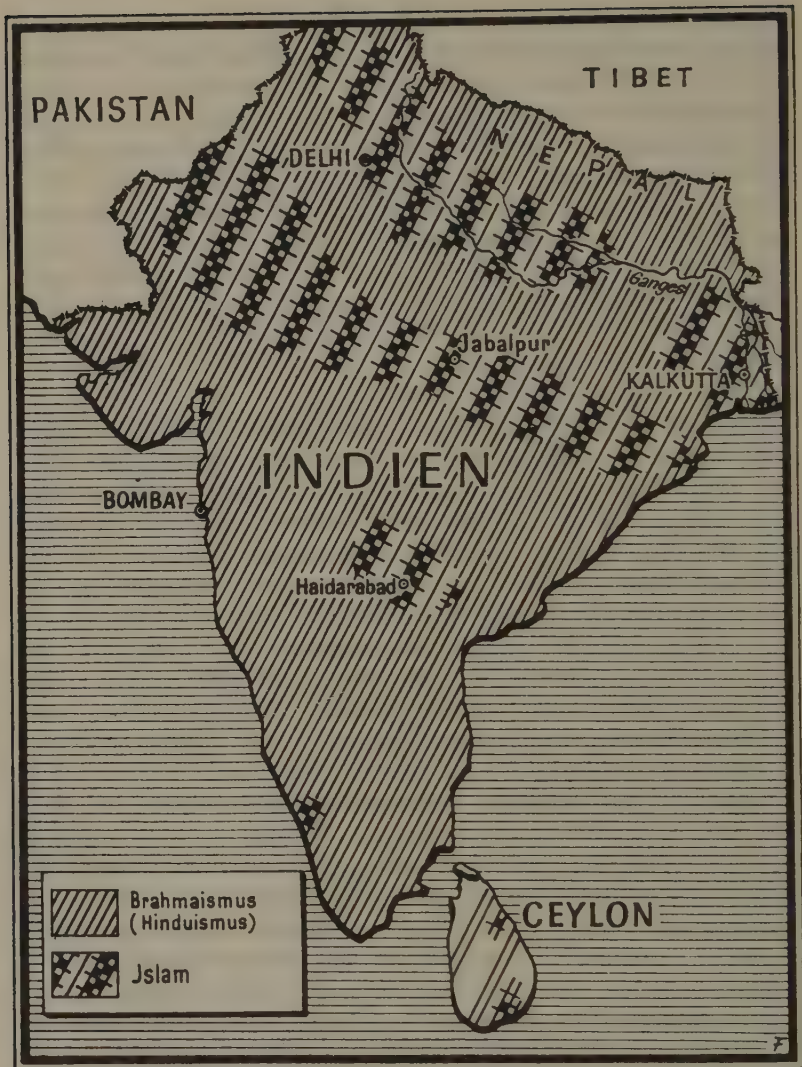 TIBET
PAKISTAN
NEPAL
DELHI
Ganges
Jabalpur
KALKUTTA
INDIEN
BOMBAY
Haidarabad
Brahmaismus
(Hinduismus)
Jslam
CEYLON
F